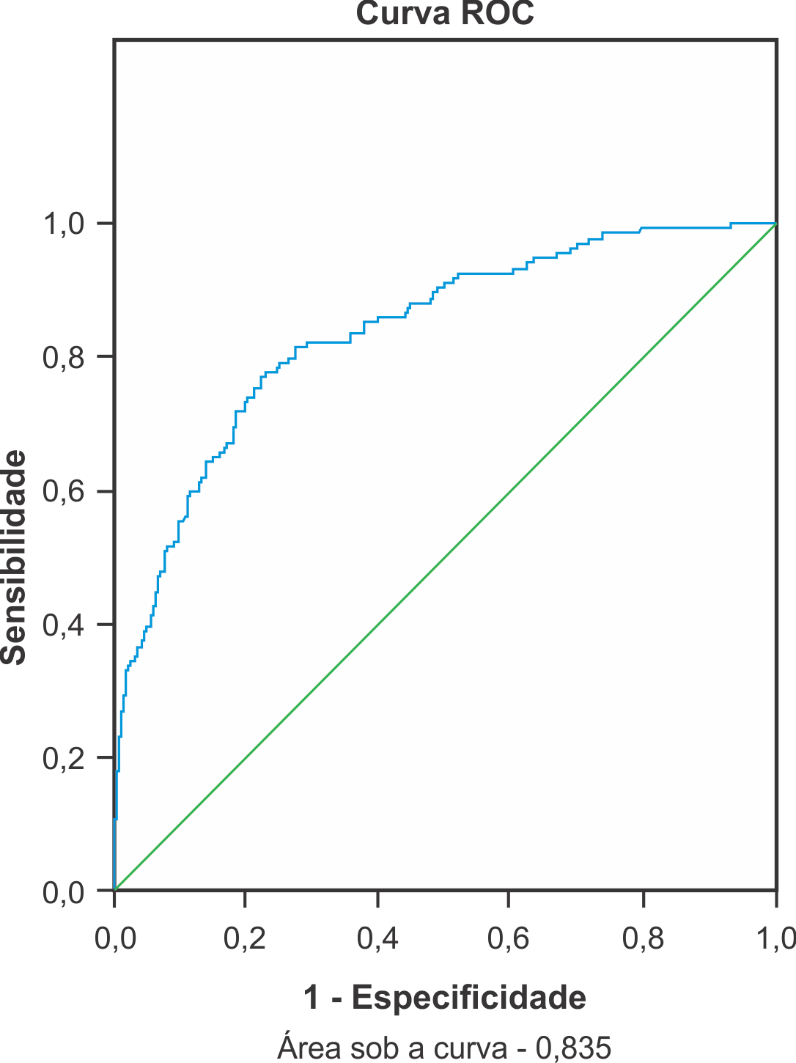 Curva ROC
Sensibilidade
1,0
0,8
0,6
0,4
0,2
0,0
0,0 0,2 0,4 0,6 0,8 1,0
1 - Especificidade
Área sob a curva - 0,835